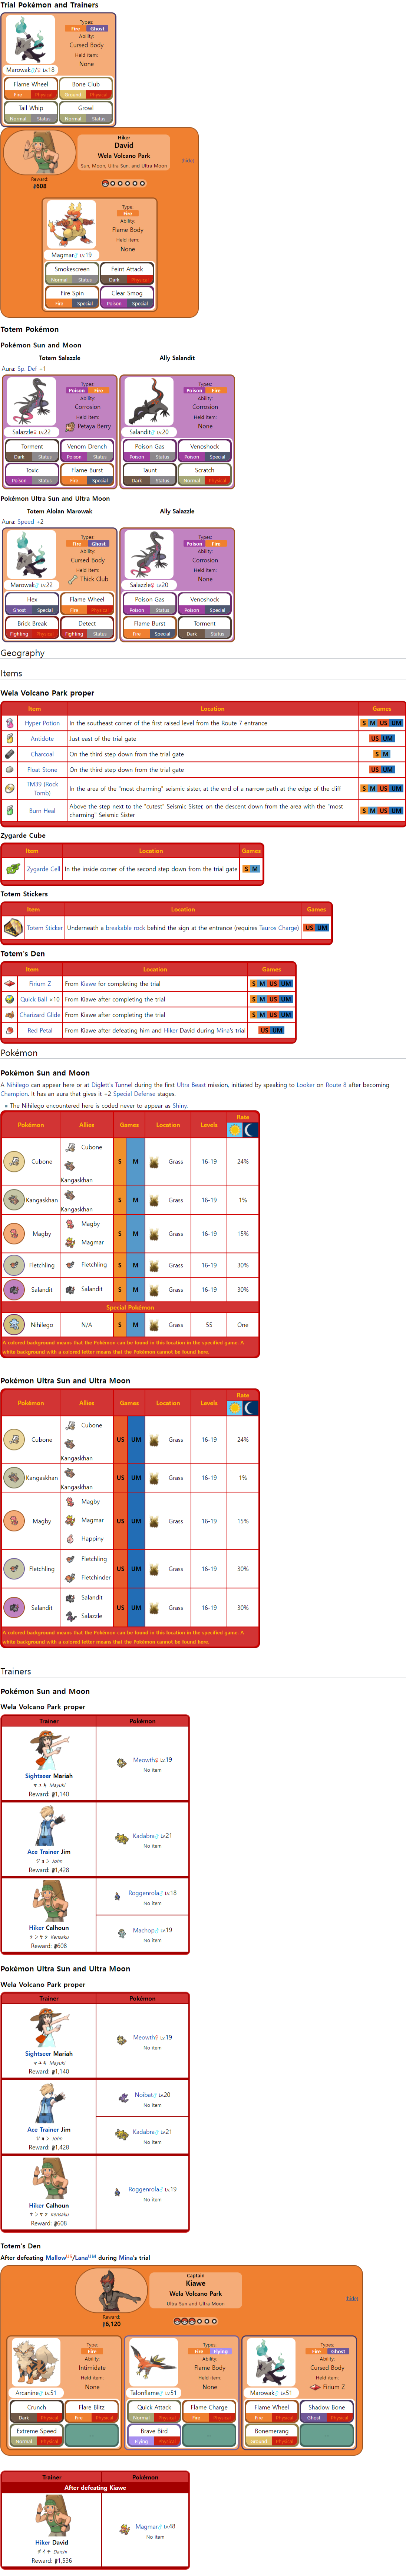 Trial Pokémon and Trainers
Types:
Fire Ghost
Ability:
Cursed Body
Held item:
None
Marowak♂/♀ Lv.18
Flame Wheel
Fire Physical
Bone Club
Ground Physical
Tail Whip
Normal Status
Growl
Normal Status
Hiker
David
Wela Volcano Park
Sun, Moon, Ultra Sun, and Ultra Moon
[hide]
Reward:
608
Type:
Fire
Ability:
Flame Body
Held item:
None
Magmar♂ Lv.19
Smokescreen
Normal Status
Feint Attack
Dark Physical
Fire Spin
Fire Special
Clear Smog
Poison Special
Totem Pokémon
Pokémon Sun and Moon
Totem Salazzle
Ally Salandit
Aura: Sp. Def +1
Types:
Poison Fire
Ability:
Corrosion
Held item:
Petaya Berry
Salazzle♀ Lv.22
Torment
Dark Status
Venom Drench
Poison Status
Toxic
Poison Status
Flame Burst
Fire Special
Types:
Poison Fire
Ability:
Corrosion
Held item:
None
Salandit♂ Lv.20
Poison Gas
Poison Status
Venoshock
Poison Special
Taunt
Dark Status
Scratch
Normal Physical
Pokémon Ultra Sun and Ultra Moon
Totem Alolan Marowak
Ally Salazzle
Aura: Speed +2
Types:
Fire Ghost
Ability:
Cursed Body
Held item:
Thick Club
Marowak♂ Lv.22
Hex
Ghost Special
Flame Wheel
Fire Physical
Brick Break
Fighting Physical
Detect
Fighting Status
Types:
Poison Fire
Ability:
Corrosion
Held item:
None
Salazzle♀ Lv.20
Poison Gas
Poison Status
Venoshock
Poison Special
Flame Burst
Fire Special
Torment
Dark Status
Geography
Items
Wela Volcano Park proper
Item Location Games
Hyper Potion In the southeast corner of the first raised level from the Route 7 entrance S M US UM
Antidote Just east of the trial gate US UM
Charcoal On the third step down from the trial gate S M
Float Stone On the third step down from the trial gate US UM
TM39 (Rock Tomb) In the area of the "most charming" seismic sister, at the end of a narrow path at the edge of the cliff S M US UM
Burn Heal Above the step next to the "cutest" Seismic Sister, on the descent down from the area with the "most
charming" Seismic Sister S M US UM
Zygarde Cube
Item Location Games
Zygarde Cell In the inside corner of the second step down from the trial gate S M
Totem Stickers
Item Location Games
Totem Sticker Underneath a breakable rock behind the sign at the entrance (requires Tauros Charge) US UM
Totem's Den
Item Location Games
Firium Z From Kiawe for completing the trial S M US UM
Quick Ball ×10 From Kiawe after completing the trial S M US UM
Charizard Glide From Kiawe after completing the trial S M US UM
Red Petal From Kiawe after defeating him and Hiker David during Mina's trial US UM
Pokémon
Pokémon Sun and Moon
A Nihilego can appear here or at Diglett's Tunnel during the first Ultra Beast mission, initiated by speaking to Looker on Route 8 after becoming
Champion. It has an aura that gives it +2 Special Defense stages.
» The Nihilego encountered here is coded never to appear as Shiny.
Pokémon Allies Games Location Levels Rate
Cubone Cubone Kangaskhan S M Grass 16-19 24%
Kangaskhan Kangaskhan S M Grass 16-19 1%
Magby Magby Magmar S M Grass 16-19 15%
Fletchling Fletchling S M Grass 16-19 30%
Salandit Salandit S M Grass 16-19 30%
Special Pokémon
Nihilego N/A S M Grass 55 One
A colored background means that the Pokémon can be found in this location in the specified game. A
white background with a colored letter means that the Pokémon cannot be found here.
Pokémon Ultra Sun and Ultra Moon
Pokémon Allies Games Location Levels Rate
Cubone Cubone Kangaskhan US UM Grass 16-19 24%
Kangaskhan Kangaskhan US UM Grass 16-19 1%
Magby Magby Magmar Happiny US UM Grass 16-19 15%
Fletchling Fletchling Fletchinder US UM Grass 16-19 30%
Salandit Salandit Salazzle US UM Grass 16-19 30%
A colored background means that the Pokémon can be found in this location in the specified game. A
white background with a colored letter means that the Pokémon cannot be found here.
Trainers
Pokémon Sun and Moon
Wela Volcano Park proper
Trainer Pokémon
Sightseer Mariah
マユキ Mayuki
Reward: 1,140
Meowth♀ Lv.19
No item
Ace Trainer Jim
ジョン John
Reward: 1,428
Kadabra♂ Lv.21
No item
Hiker Calhoun
ケンサク Kensaku
Reward: 608
Roggenrola♂ Lv.18
No item
Machop♂ Lv.19
No item
Pokémon Ultra Sun and Ultra Moon
Wela Volcano Park proper
Trainer Pokémon
Sightseer Mariah
マユキ Mayuki
Reward: 1,140
Meowth♀ Lv.19
No item
Ace Trainer Jim
ジョン John
Reward: 1,428
Noibat♂ Lv.20
No item
Kadabra♂ Lv.21
No item
Hiker Calhoun
ケンサク Kensaku
Reward: 608
Roggenrola♂ Lv.19
No item
Totem's Den
After defeating MallowUS/LanaUM during Mina's trial
Captain
Kiawe
Wela Volcano Park
Ultra Sun and Ultra Moon
[hide]
Reward:
6,120
Type:
Fire
Ability:
Intimidate
Held item:
None
Arcanine♂ Lv.51
Crunch
Dark Physical
Flare Blitz
Fire Physical
Extreme Speed
Normal Physical
—
Types:
Fire Flying
Ability:
Flame Body
Held item:
None
Talonflame♂ Lv.51
Quick Attack
Normal Physical
Flame Charge
Fire Physical
Brave Bird
Flying Physical
—
Types:
Fire Ghost
Ability:
Cursed Body
Held item:
Firium Z
Marowak♂ Lv.51
Flame Wheel
Fire Physical
Shadow Bone
Ghost Physical
Bonemerang
Ground Physical
—
Trainer Pokémon
After defeating Kiawe
Hiker David
ダイチ Daichi
Reward: 1,536
Magmar♂ Lv.48
No item